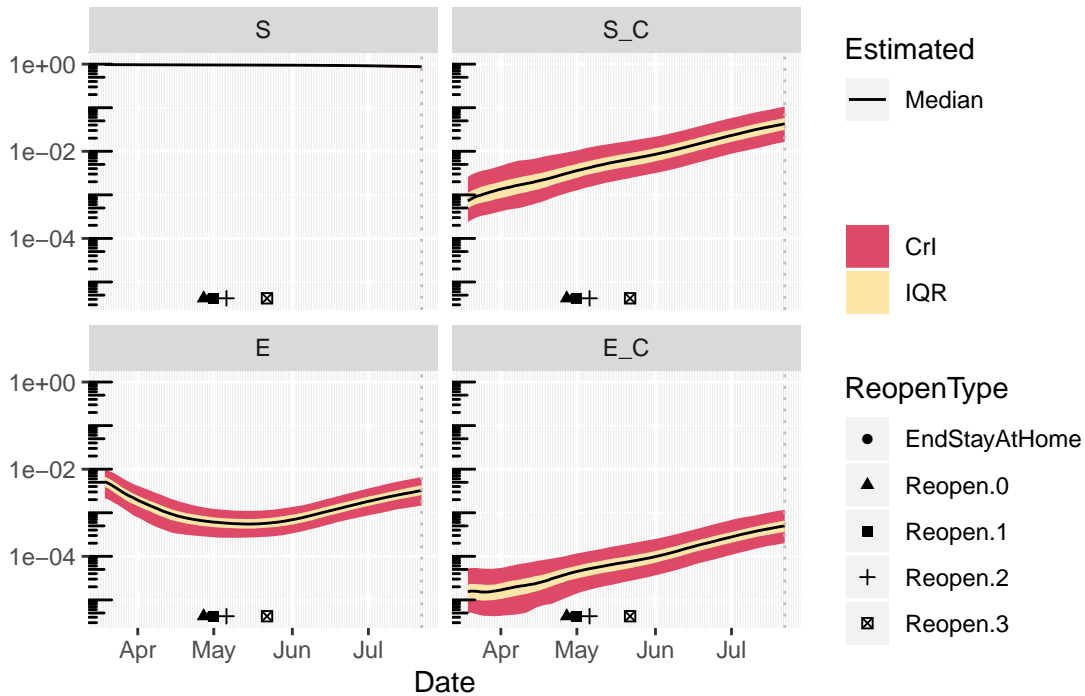 S
S_C
1e+00
1e−02
1e−04
E
E_C
1e+00
1e−02
1e−04
Apr
May
Jun
Jul
Apr
May
Jun
Jul
Date
Estimated
Median
CrI
IQR
ReopenType
EndStayAtHome
Reopen.0
Reopen.1
Reopen.2
Reopen.3